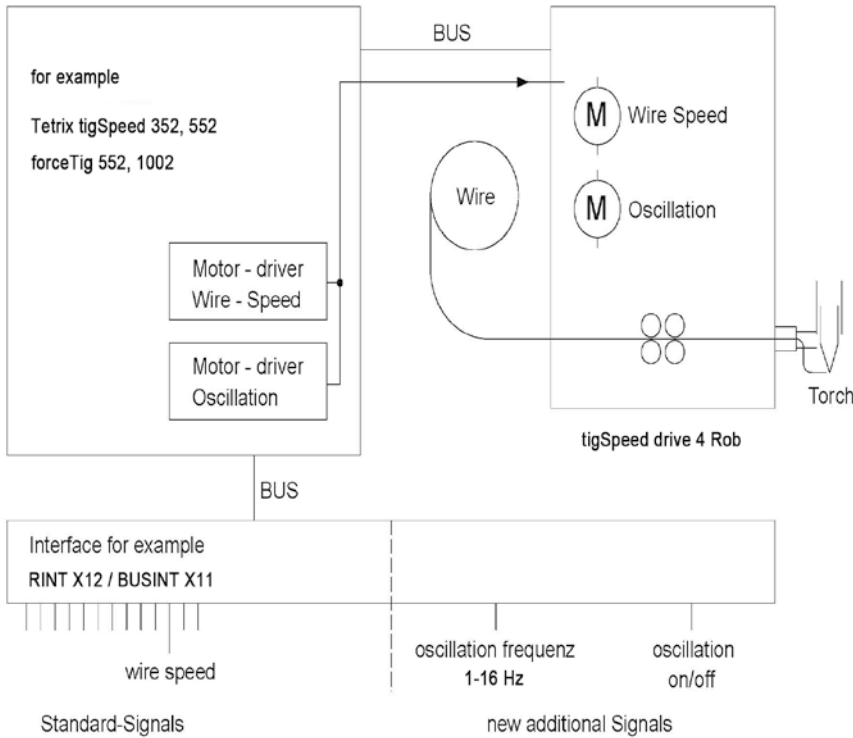 BUS
for example
Tetrix tigSpeed 352, 552
forceTig 552, 1002
M Wire Speed
Wire
M Oscillation
Motor - driver
Wire - Speed
Motor - driver
Oscillation
Torch
tigSpeed drive 4 Rob
BUS
Interface for example
RINT X12 / BUSINT X11
wire speed
oscillation frequenz
1-16 Hz
oscillation
on/off
Standard-Signals
new additional Signals